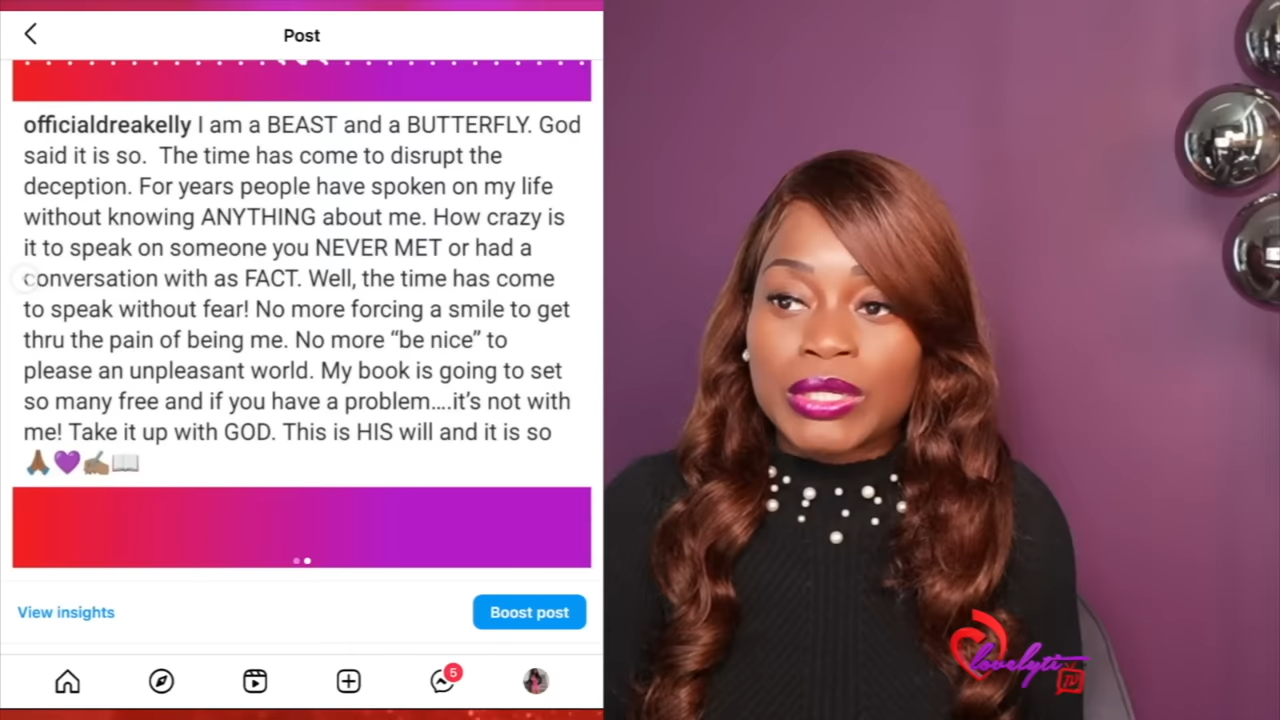 Post
officialdreakelly I am a BEAST and a BUTTERFLY. God
said it is so.  The time has come to disrupt the
deception. For years people have spoken on my life
without knowing ANYTHING about me. How crazy is
it to speak on someone you NEVER MET or had a
conversation with as FACT. Well, the time has come
to speak without fear! No more forcing a smile to get
thru the pain of being me. No more “be nice” to
please an unpleasant world. My book is going to set
so many free and if you have a problem....it’s not with
me! Take it up with GOD. This is HIS will and it is so
🙏🏾💜✍🏽📖
View insights
Boost post
5
lovelyti
TV